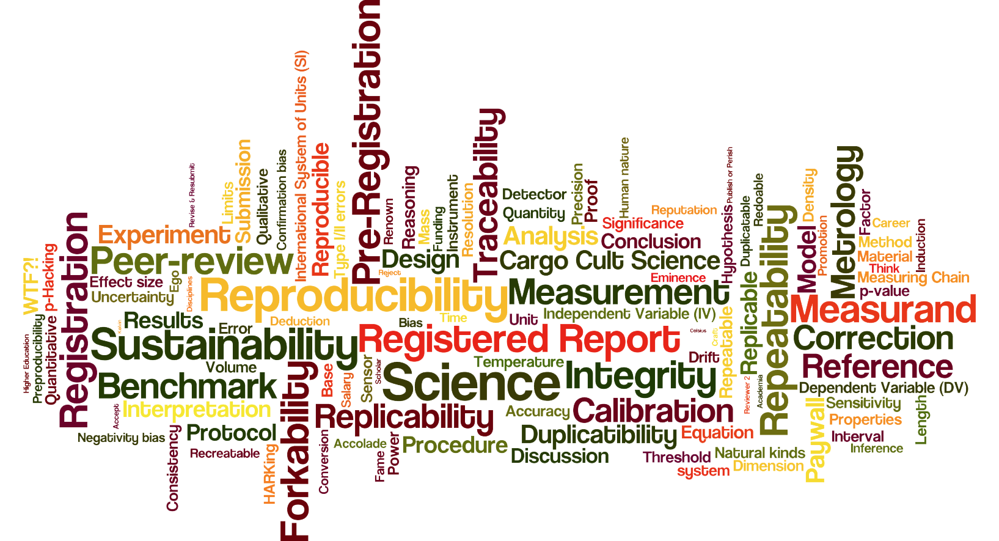 Pre-Registration
International System of Units (SI)
Traceability
Submission
Qualitative
Confirmation bias
Reproducible
Human nature
Publish or Perish
Metrology
Revise & Resubmit
Limits
Type I/II errors
Renown
Reasoning
Mass
Funding
Instrument
Resolution
Detector
Precision
Proof
Quantity
Reputation
Hypothesis
Duplicatable
Redoable
Density
Factor
Registration
Experiment
Analysis
Significance
Conclusion
Repeatability
Model
Promotion
Career
Method
Material
Think
Induction
WTF?!
p-Hacking
Peer-review
Design
Reject
Cargo Cult Science
Eminence
Measuring Chain
p-value
Effect size
Ego
Uncertainty
Disciplines
Reproducibility
Measurement
Measurand
Higher Education
Preproducibility
Quantitative
Kelvin
Results
Error
Deduction
Bias
Time
Unit
Independent Variable (IV)
Repeatable
Replicable
Sustainability
Registered Report
Celsius
Craft
Correction
Volume
Base
Salary
Sensor
Scholar
Temperature
Drift
Reference
Benchmark
Forkability
Science
Integrity
Reviewer 2
Academia
Dependent Variable (DV)
Accept
Interpretation
Replicability
Accuracy
Calibration
Paywall
Sensitivity
Length
Properties
Negativity bias
Consistency
Protocol
Conversion
Accolade
Fame
Power
Procedure
Duplicatibility
Equation
Interval
Inference
Recreatable
HARKing
Discussion
Threshold
Natural kinds
system
Dimension